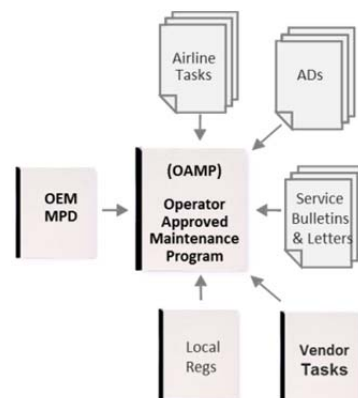 Airline
Tasks
ADs
OEM
MPD
(OAMP)
Operator
Approved
Maintenance
Program
Service
Bulletins
& Letters
Local
Regs
Vendor
Tasks